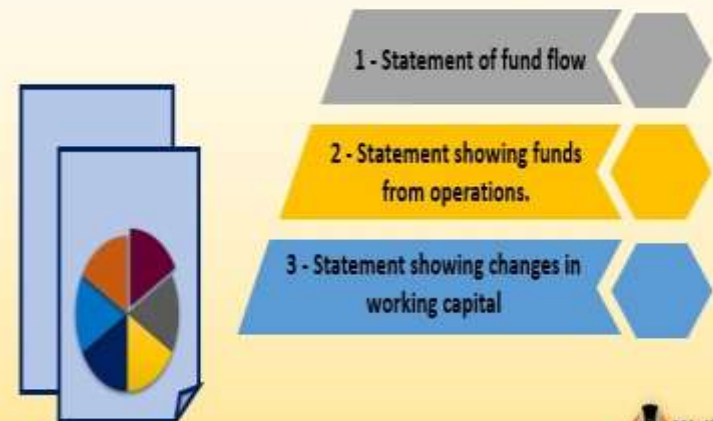 1 - Statement of fund flow
2 - Statement showing funds
from operations.
3 - Statement showing changes in
working capital